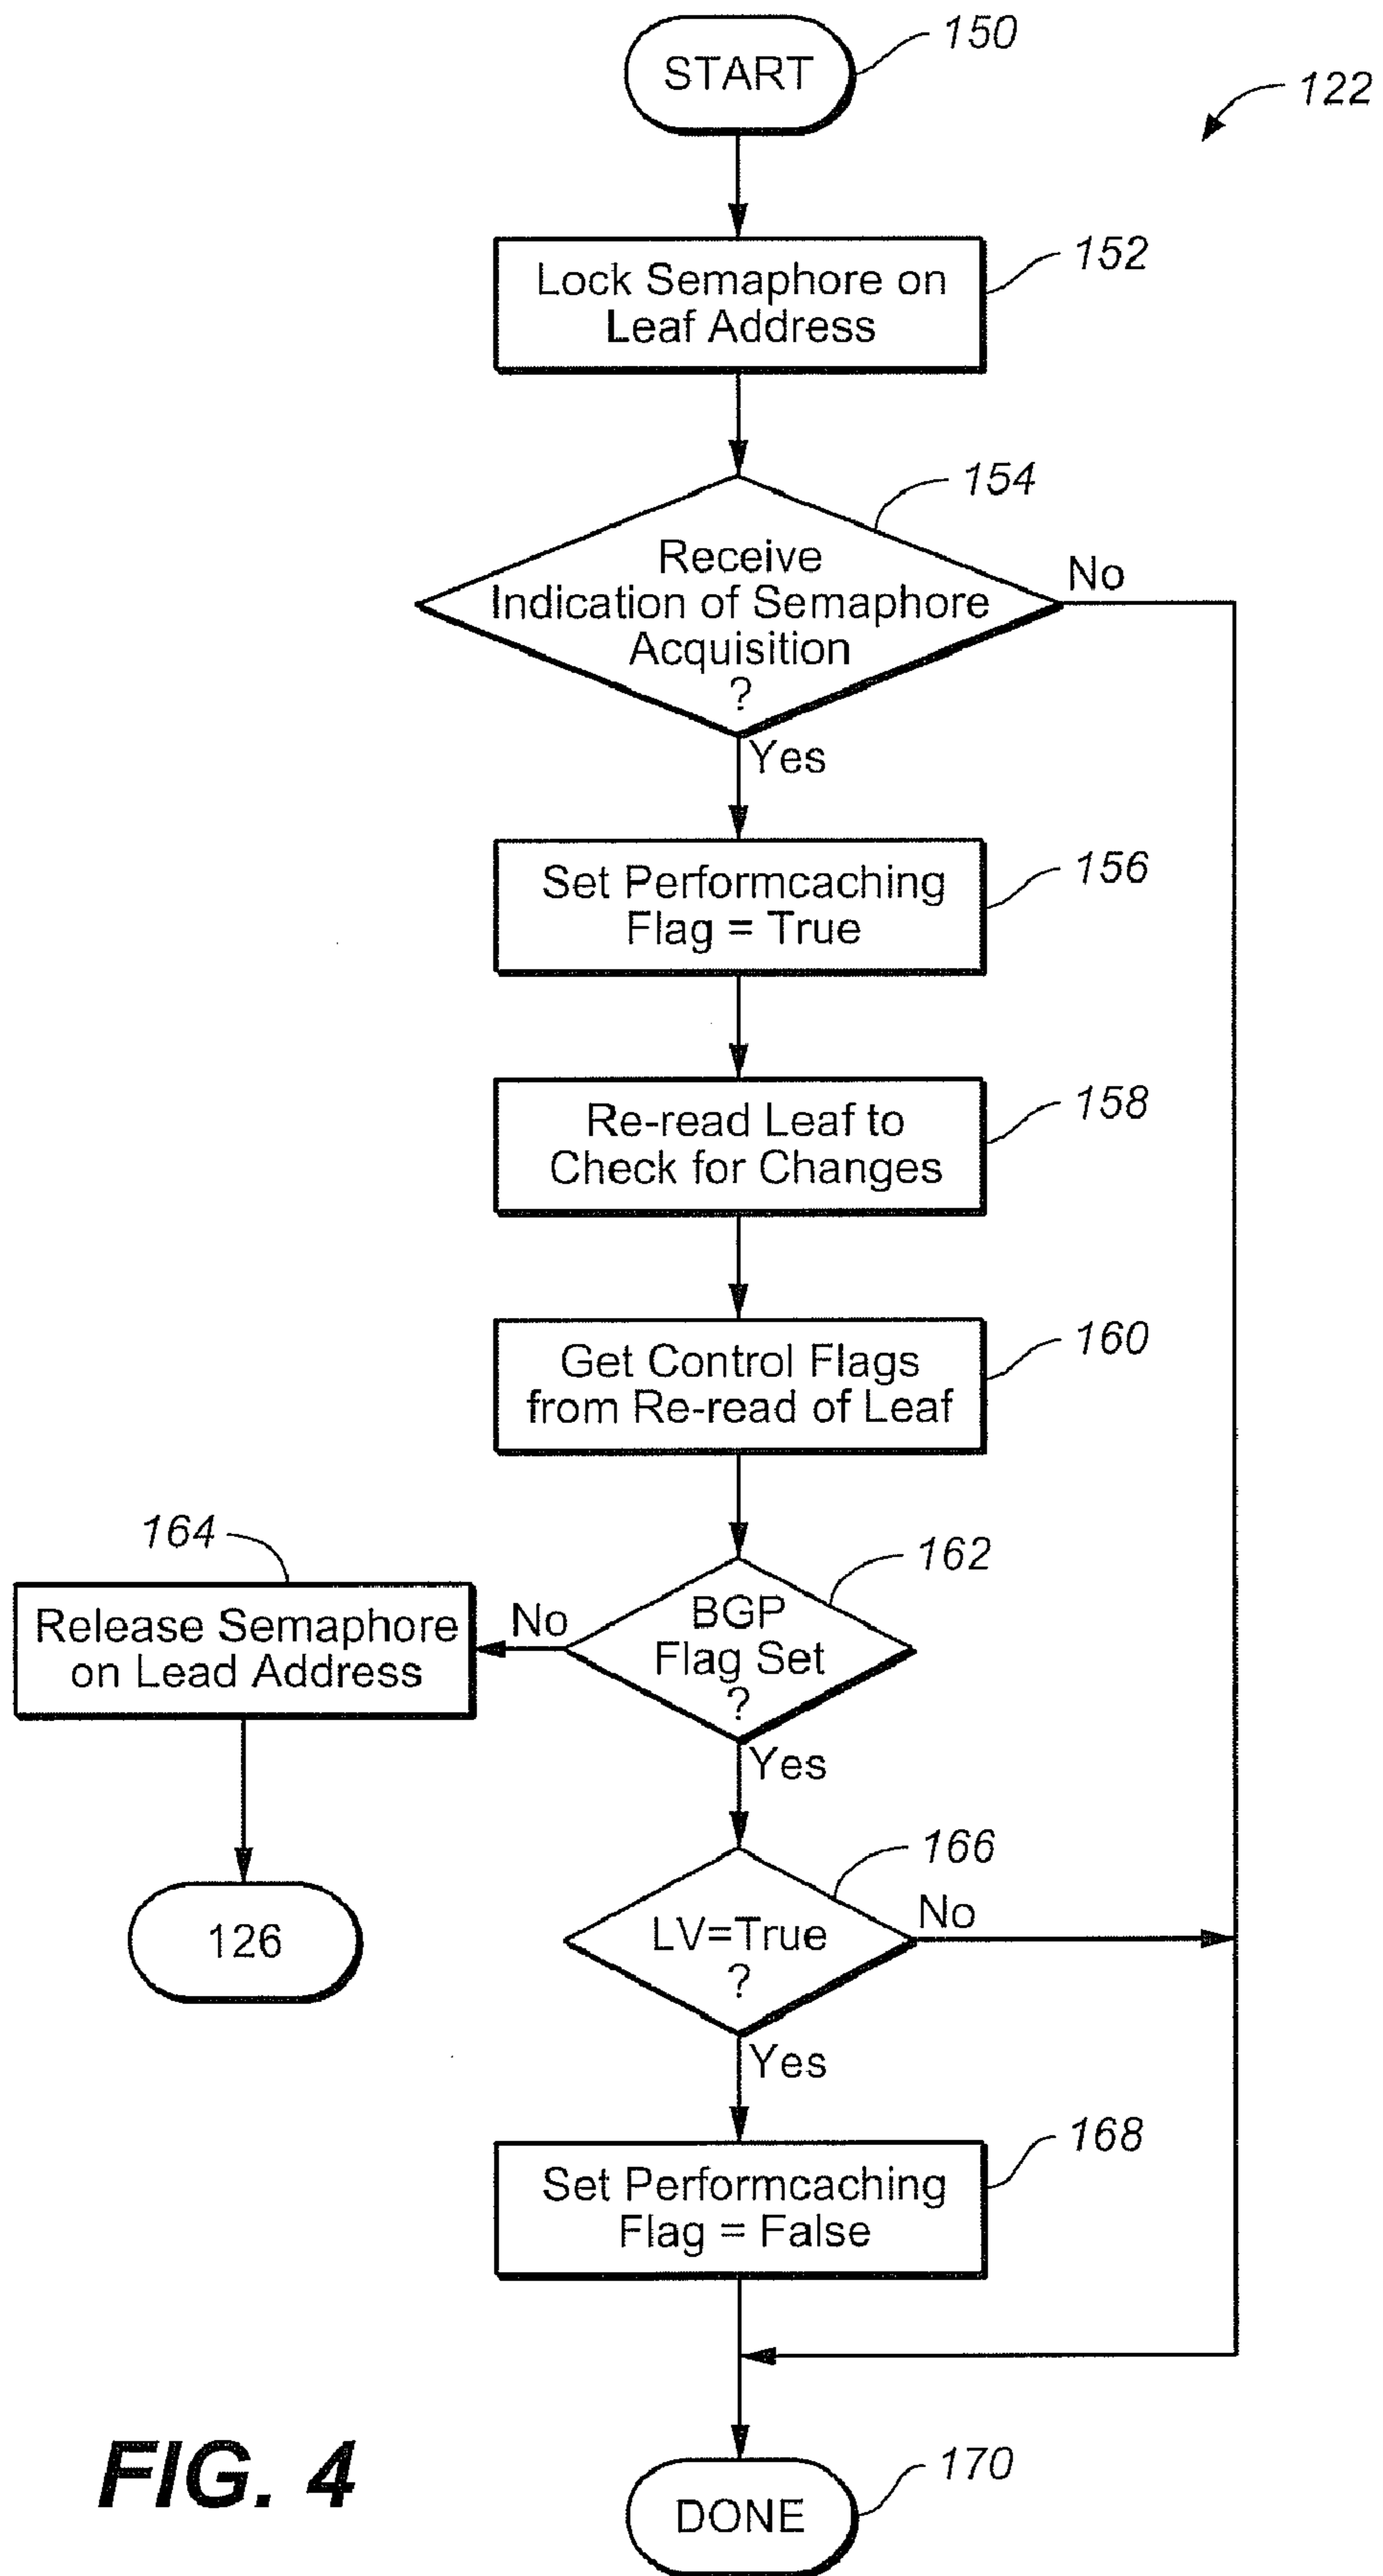 START
150
122
Lock Semaphore on
Leaf Address
152
154
Receive
Indication of Semaphore
Acquisition
?
No
Yes
Set Performcaching
Flag = True
156
Re-read Leaf to
Check for Changes
158
Get Control Flags
from Re-read of Leaf
160
164
Release Semaphore
on Lead Address
No
BGP
Flag Set
?
162
Yes
126
166
LV=True
?
No
Yes
Set Performcaching
Flag = False
168
FIG. 4
DONE
170